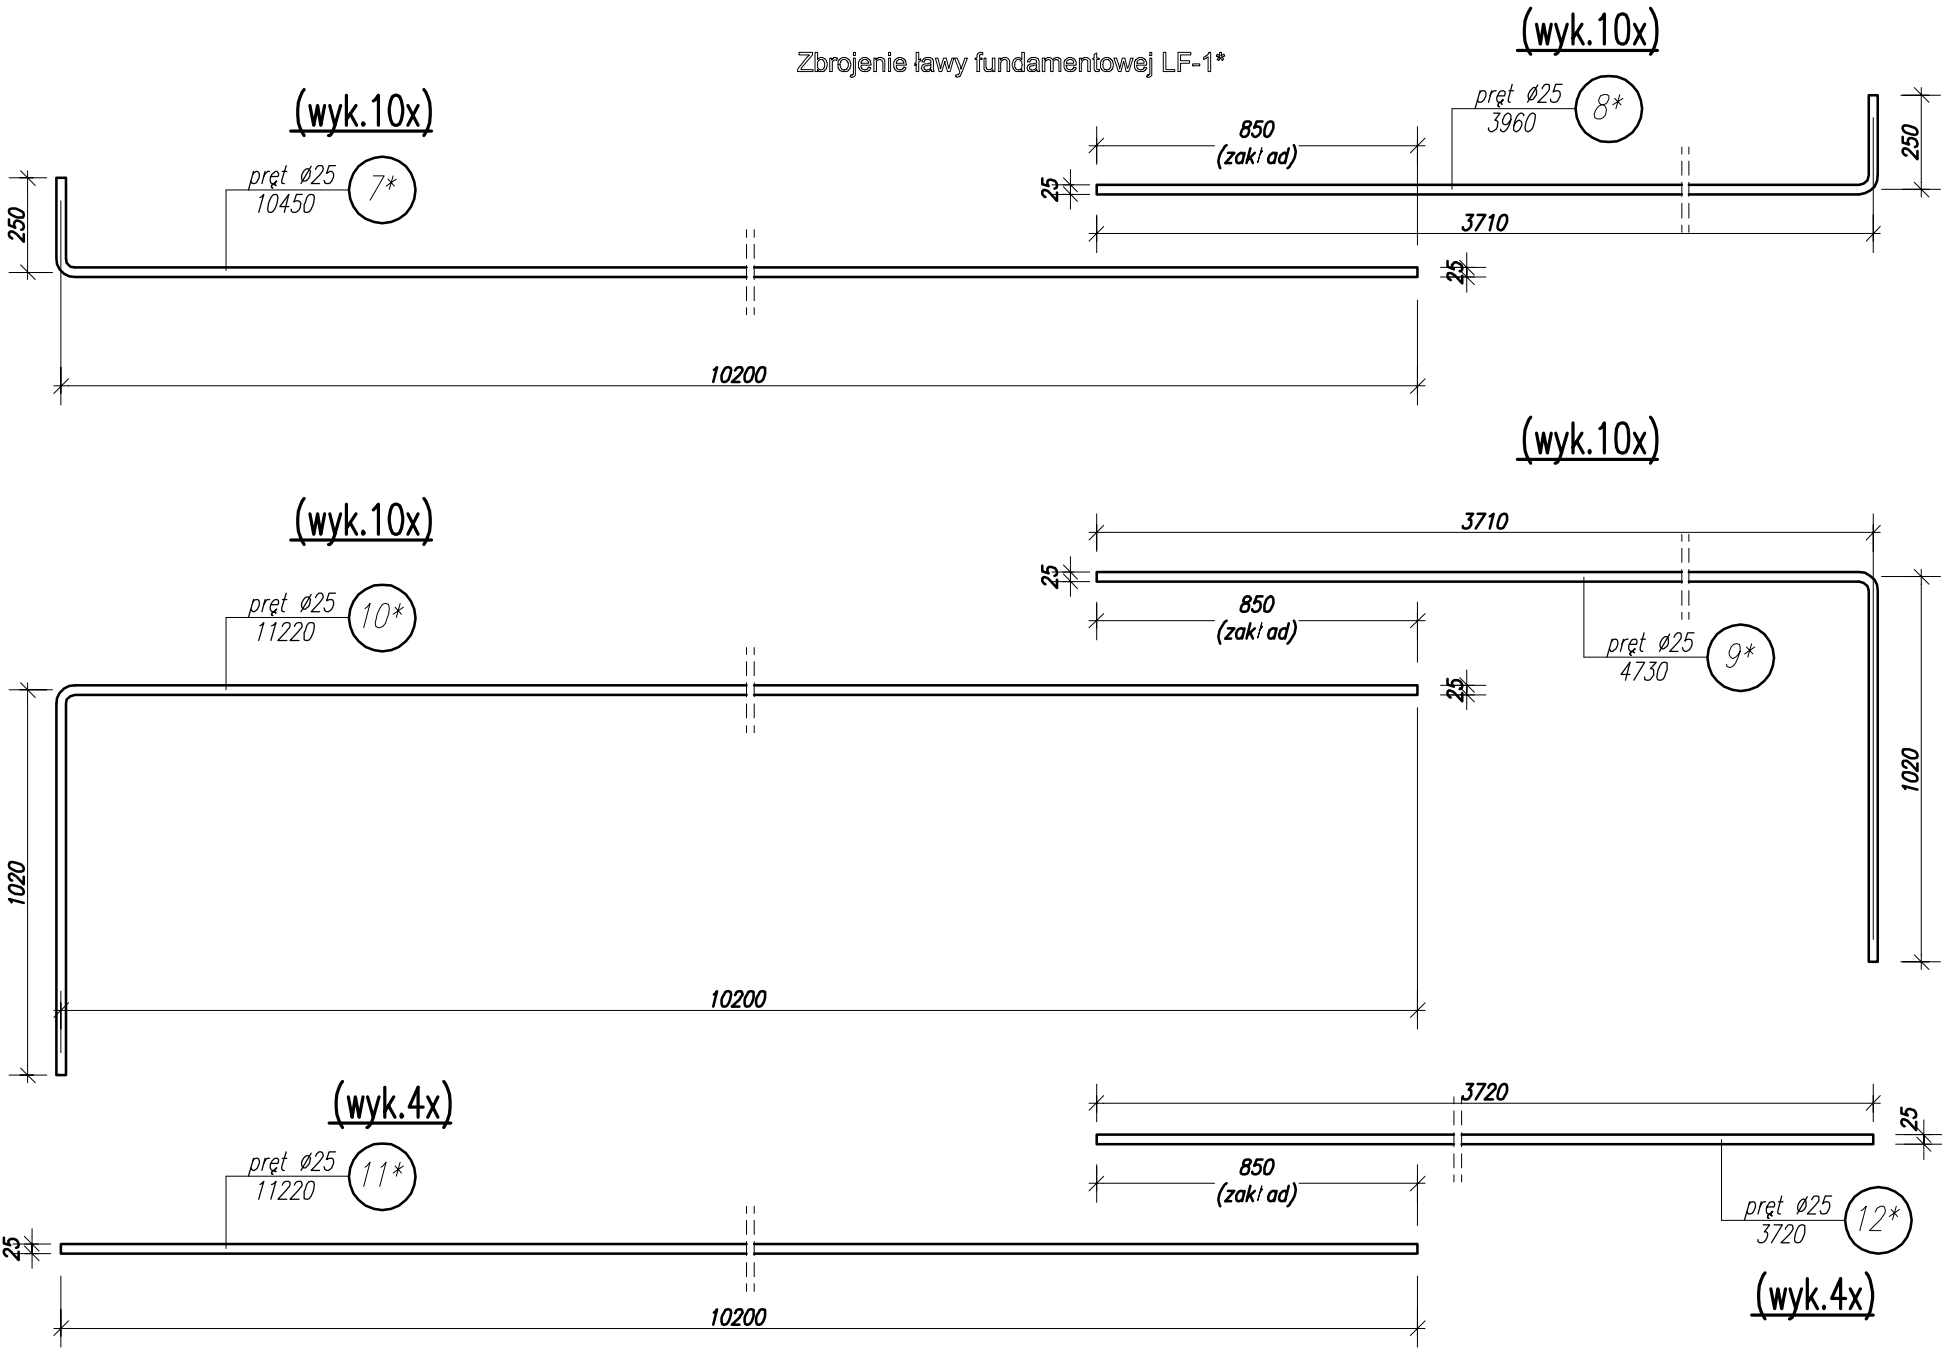 Zbrojenie ławy fundamentowej LF-1*
(wyk.10x)
pręt Ø25
10450
7*
250
25
10200
(wyk.10x)
pręt Ø25
3960
8*
850
(zakład)
25
3710
250
(wyk.10x)
3710
25
850
(zakład)
pręt Ø25
4730
9*
1020
(wyk.10x)
pręt Ø25
11220
10*
25
1020
10200
(wyk.4x)
pręt Ø25
11220
11*
25
10200
3720
25
850
(zakład)
pręt Ø25
3720
12*
(wyk.4x)